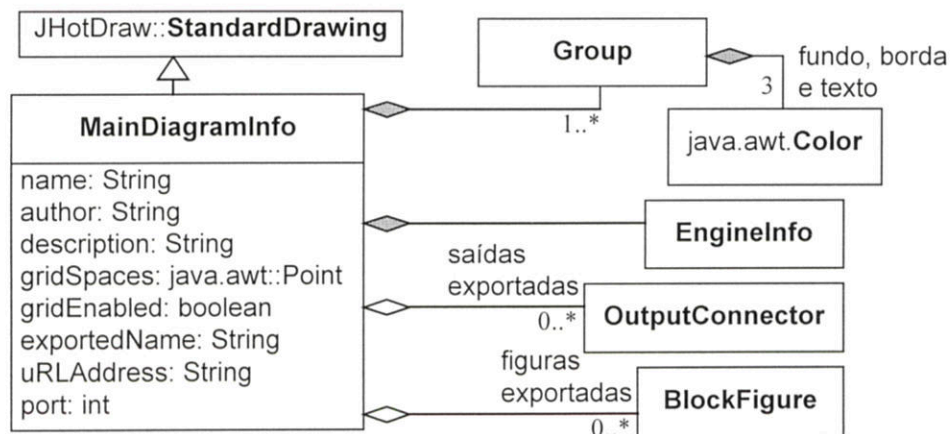 JHotDraw::StandardDrawing
MainDiagramInfo
name: String
author: String
description: String
gridSpaces: java.awt::Point
gridEnabled: boolean
exportedName: String
uRLAddress: String
port: int
Group
1..*
3
fundo, borda
e texto
java.awt.Color
EngineInfo
saídas
exportadas
0..*
OutputConnector
figuras
exportadas
0..*
BlockFigure